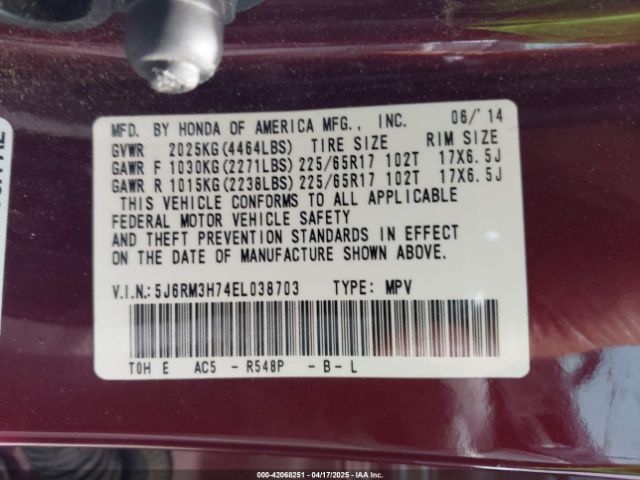 MFD. BY HONDA OF AMERICA MFG., INC. 06/'14
GVWR 2025KG(4464LBS) TIRE SIZE RIM SIZE
GAWR F 1030KG(2271LBS) 225/65R17 102T 17X6.5J
GAWR R 1015KG(2238LBS) 225/65R17 102T 17X6.5J
THIS VEHICLE CONFORMS TO ALL APPLICABLE
FEDERAL MOTOR VEHICLE SAFETY
AND THEFT PREVENTION STANDARDS IN EFFECT
ON THE DATE OF MANUFACTURE SHOWN ABOVE.
V.I.N.: 5J6RM3H74EL038703 TYPE: MPV
TOH E AC5 - R548P - B - L
000-42068251 - 04/17/2025 - IAAI, Inc.